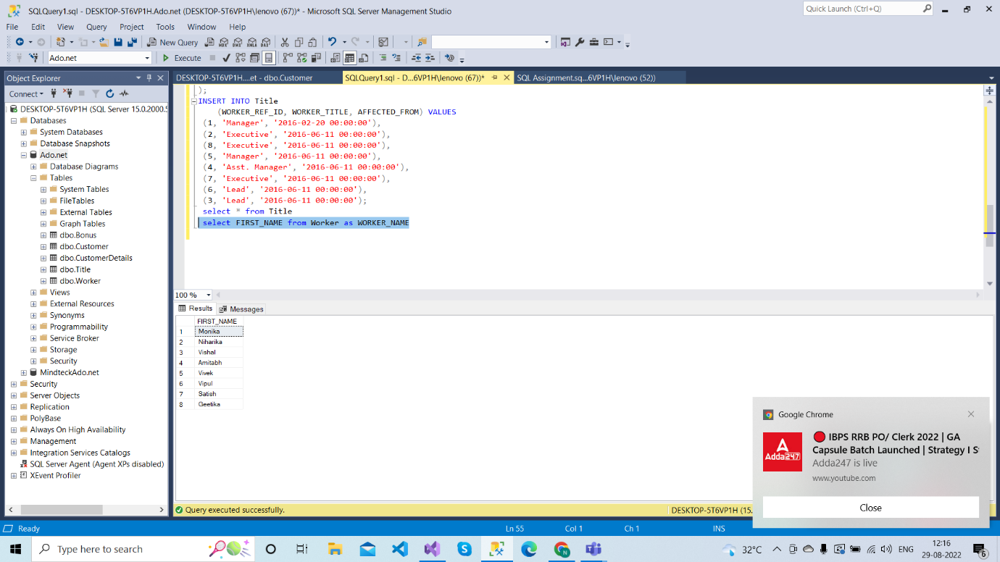 SQLQuery1.sql - DESKTOP-5T6VP1H.Ado.net (DESKTOP-5T6VP1H\lenovo (67))* - Microsoft SQL Server Management Studio
Quick Launch (Ctrl+Q)
File Edit View Query Project Tools Window Help
New Query
Ado.net
Execute
Object Explorer
DESKTOP-5T6VP1H....et - dbo.Customer
SQLQuery1.sql - D...6VP1H\lenovo (67))*
SQL Assignment.sq...6VP1H\lenovo (52))
Connect
DESKTOP-5T6VP1H (SQL Server 15.0.2000.5
Databases
System Databases
Database Snapshots
Ado.net
Database Diagrams
Tables
System Tables
FileTables
External Tables
Graph Tables
dbo.Bonus
dbo.Customer
dbo.CustomerDetails
dbo.Title
dbo.Worker
Views
External Resources
Synonyms
Programmability
Service Broker
Storage
Security
MindteckAdo.net
Security
Server Objects
Replication
PolyBase
Always On High Availability
Management
Integration Services Catalogs
SQL Server Agent (Agent XPs disabled)
XEvent Profiler
);
INSERT INTO Title
(WORKER_REF_ID, WORKER_TITLE, AFFECTED_FROM) VALUES
(1, 'Manager', '2016-02-20 00:00:00'),
(2, 'Executive', '2016-06-11 00:00:00'),
(8, 'Executive', '2016-06-11 00:00:00'),
(5, 'Manager', '2016-06-11 00:00:00'),
(4, 'Asst. Manager', '2016-06-11 00:00:00'),
(7, 'Executive', '2016-06-11 00:00:00'),
(6, 'Lead', '2016-06-11 00:00:00'),
(3, 'Lead', '2016-06-11 00:00:00');
select * from Title
select FIRST_NAME from Worker as WORKER_NAME
100 %
Results Messages
FIRST_NAME
1 Monika
2 Niharika
3 Vishal
4 Amitabh
5 Vivek
6 Vipul
7 Satish
8 Geetika
Query executed successfully.
DESKTOP-5T6VP1H (15.
Google Chrome
Adda247
IBPS RRB PO/ Clerk 2022 | GA
Capsule Batch Launched | Strategy I S
Adda247 is live
www.youtube.com
Close
Ready
Ln 55
Col 1
Ch 1
INS
Type here to search
N
32°C
ENG
12:16
29-08-2022
6